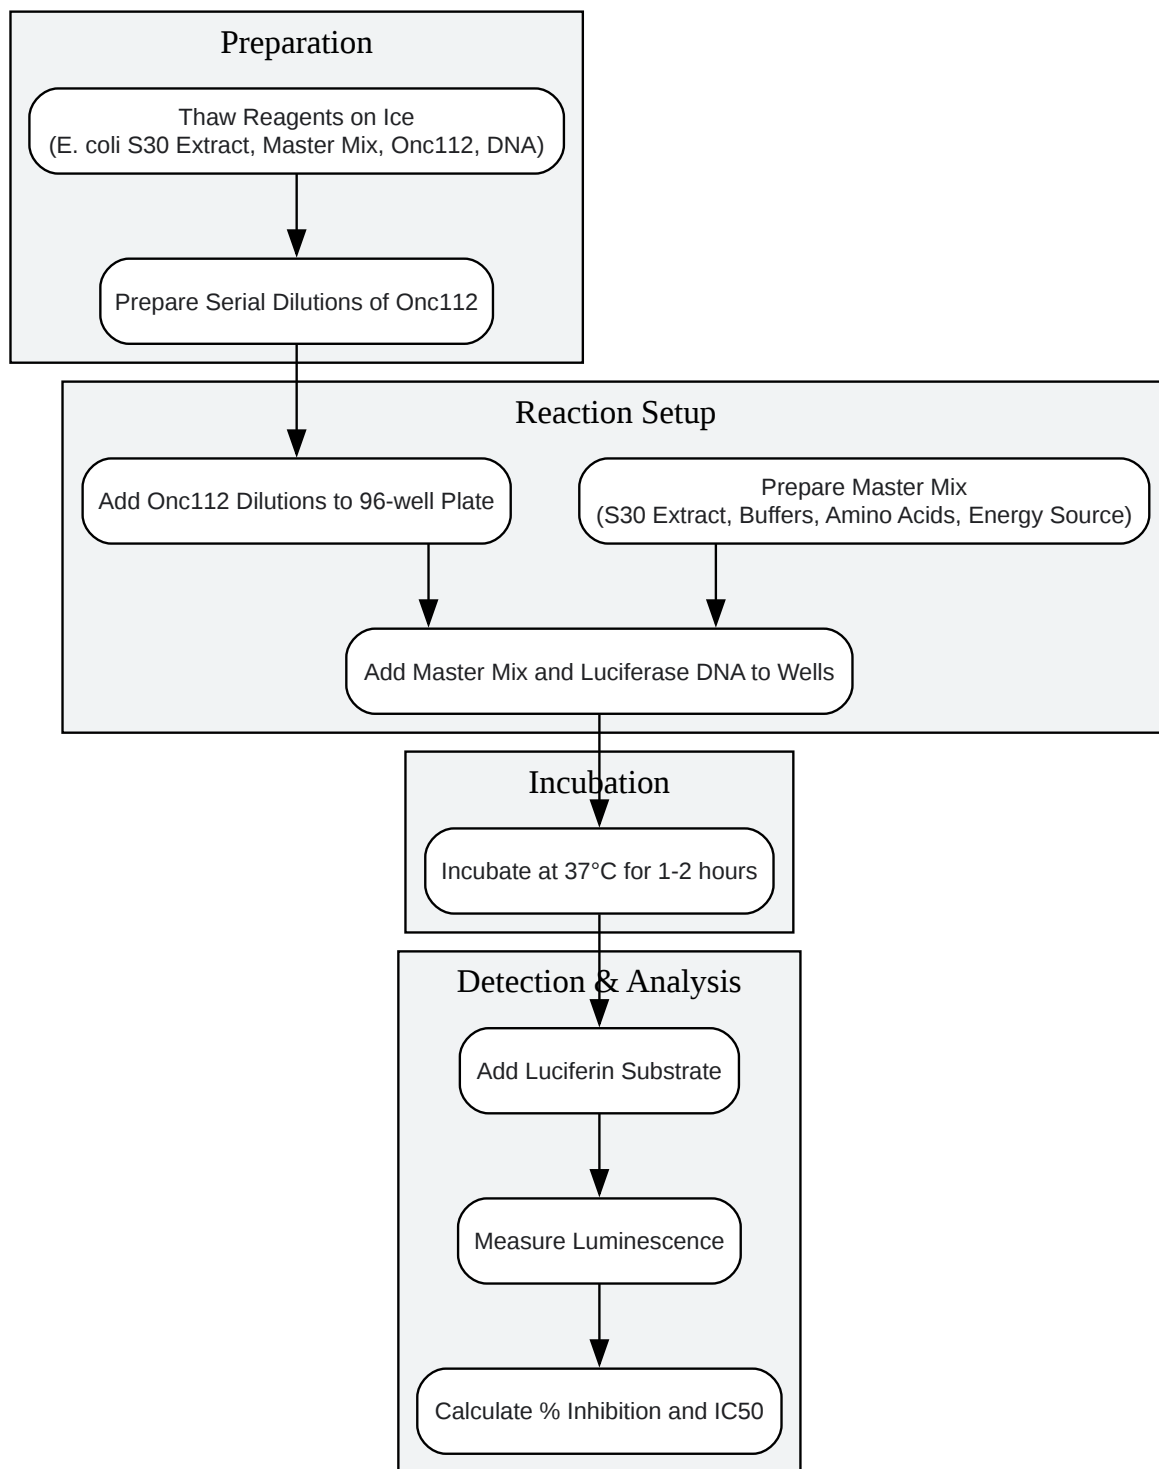 Preparation
Thaw Reagents on Ice
(E. coli S30 Extract, Master Mix, Onc112, DNA)
Prepare Serial Dilutions of Onc112
Reaction Setup
Add Onc112 Dilutions to 96-well Plate
Prepare Master Mix
(S30 Extract, Buffers, Amino Acids, Energy Source)
Add Master Mix and Luciferase DNA to Wells
Incubation
Incubate at 37°C for 1-2 hours
Detection & Analysis
Add Luciferin Substrate
Measure Luminescence
Calculate % Inhibition and IC50